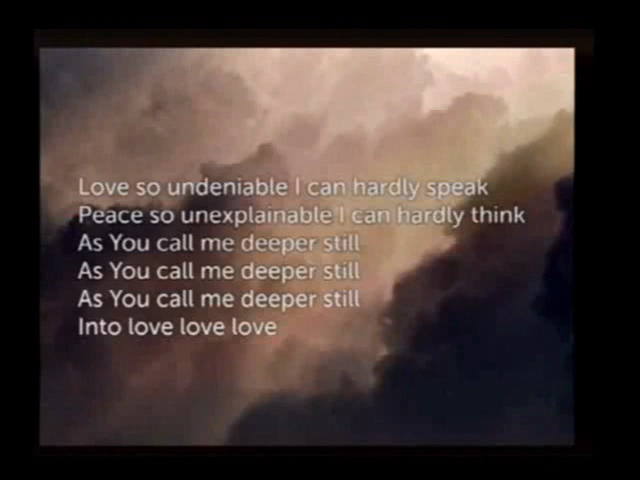 Love so undeniable I can hardly speak
Peace so unexplainable I can hardly think
As You call me deeper still
As You call me deeper still
As You call me deeper still
Into love love love